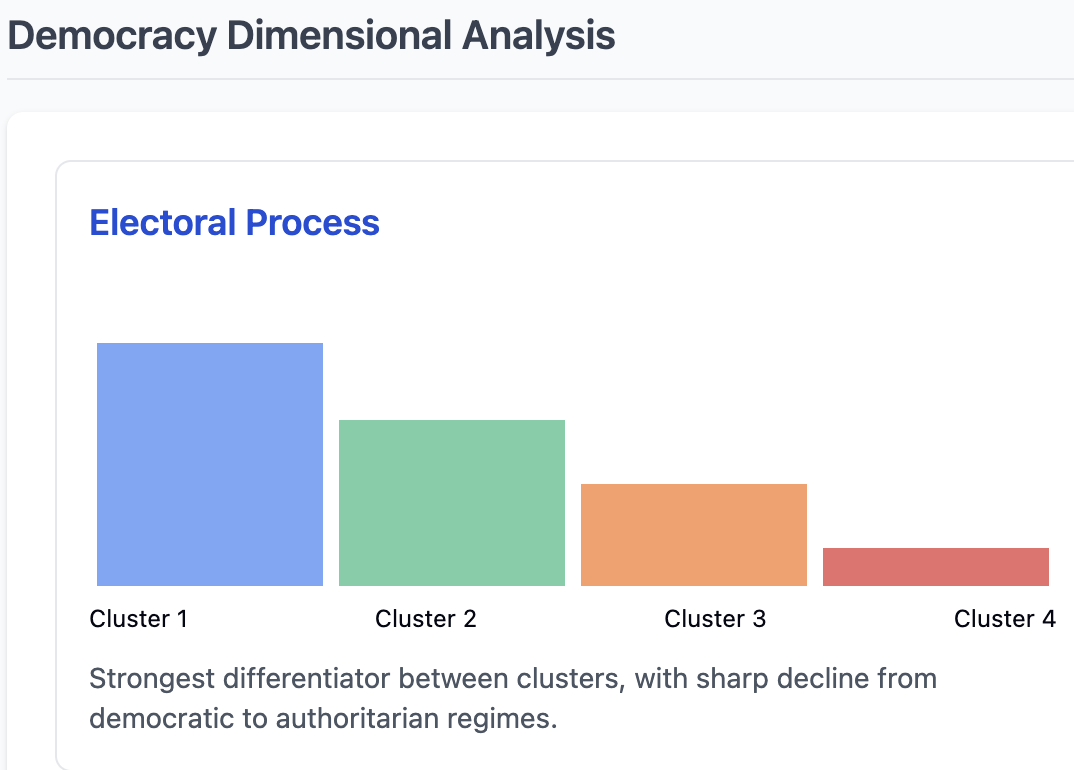 Democracy Dimensional Analysis
Electoral Process
Cluster 1
Cluster 2
Cluster 3
Cluster 4
Strongest differentiator between clusters, with sharp decline from
democratic to authoritarian regimes.